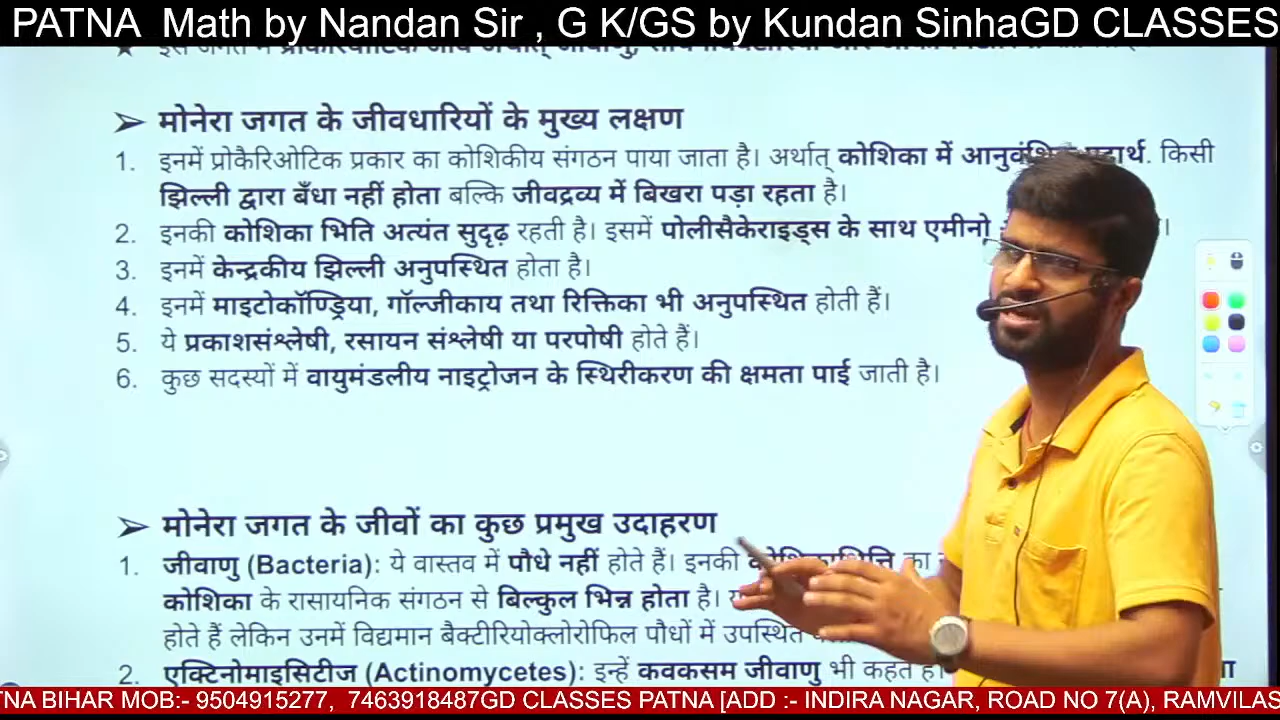 PATNA Math by Nandan Sir , G K/GS by Kundan SinhaGD CLASSES
➢ मोनेरा जगत के जीवधारियों के मुख्य लक्षण
1. इनमें प्रोकैरिओटिक प्रकार का कोशिकीय संगठन पाया जाता है। अर्थात् कोशिका में किसी
झिल्ली द्वारा बँधा नहीं होता बल्कि जीवद्रव्य में बिखरा पड़ा रहता है।
2. इनकी कोशिका भिति अत्यंत सुदृढ़ रहती है। इसमें पोलीसैकेराइड्स के साथ एमीनो
3. इनमें केन्द्रकीय झिल्ली अनुपस्थित होता है।
4. इनमें माइटोकॉण्ड्रिया, गॉल्जीकाय तथा रिक्तिका भी अनुपस्थित होती हैं।
5. ये प्रकाशसंश्लेषी, रसायन संश्लेषी या परपोषी होते हैं।
6. कुछ सदस्यों में वायुमंडलीय नाइट्रोजन के स्थिरीकरण की क्षमता पाई जाती है।
➢ मोनेरा जगत के जीवों का कुछ प्रमुख उदाहरण
1. जीवाणु (Bacteria): ये वास्तव में पौधे नहीं होते हैं। इनकी का
कोशिका के रासायनिक संगठन से बिल्कुल भिन्न होता है।
होते हैं लेकिन उनमें विद्यमान बैक्टीरियोक्लोरोफिल पौधों में उपस्थित
2. एक्टिनोमाइसिटीज (Actinomycetes): इन्हें कवकसम जीवाणु भी कहते
TNA BIHAR MOB:- 9504915277, 7463918487GD CLASSES PATNA [ADD :- INDIRA NAGAR, ROAD NO 7(A), RAMVILAS